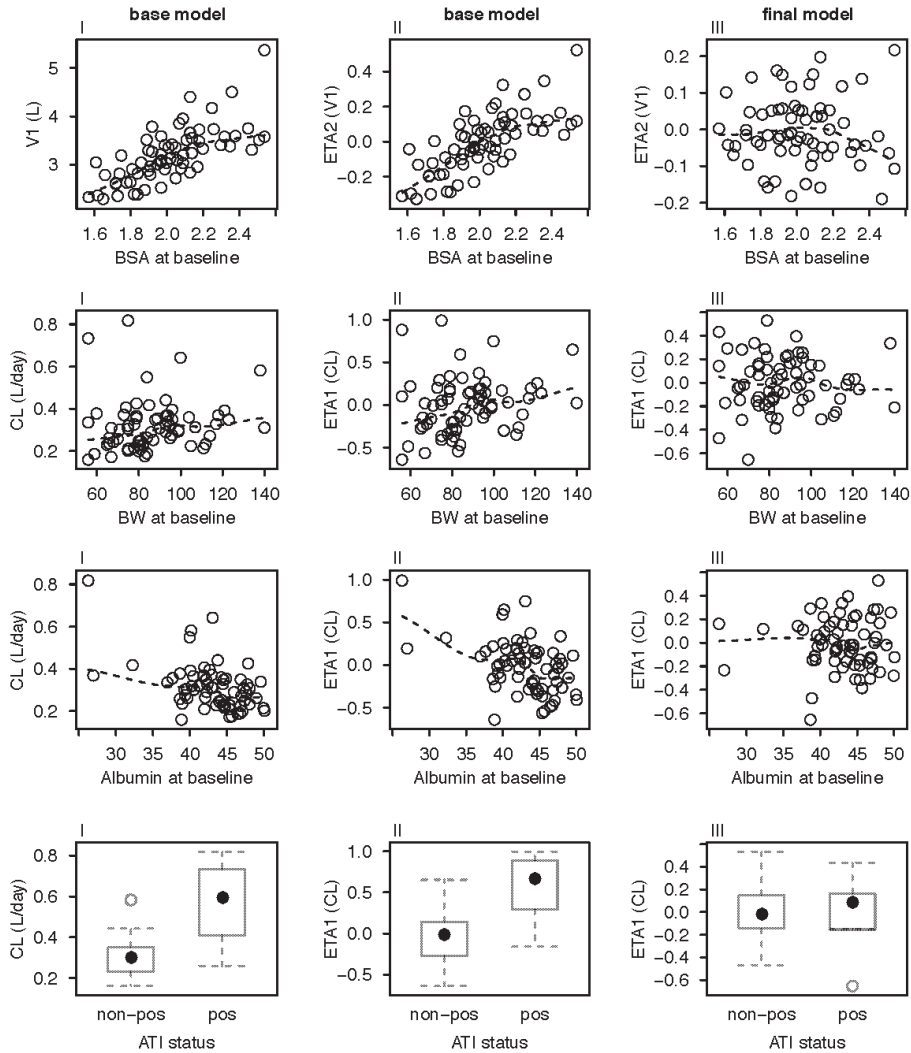 base model base model final model
I II III
V1 (L)
5
4
3
1.6 1.8 2.0 2.2 2.4
BSA at baseline
ETA2 (V1)
0.4
0.2
0.0
−0.2
1.6 1.8 2.0 2.2 2.4
BSA at baseline
ETA2 (V1)
0.2
0.1
0.0
−0.1
−0.2
1.6 1.8 2.0 2.2 2.4
BSA at baseline
I II III
CL (L/day)
0.8
0.6
0.4
0.2
60 80 100 120 140
BW at baseline
ETA1 (CL)
1.0
0.5
0.0
−0.5
60 80 100 120 140
BW at baseline
ETA1 (CL)
0.4
0.2
0.0
−0.2
−0.4
−0.6
60 80 100 120 140
BW at baseline
I II III
CL (L/day)
0.8
0.6
0.4
0.2
30 35 40 45 50
Albumin at baseline
ETA1 (CL)
1.0
0.5
0.0
−0.5
30 35 40 45 50
Albumin at baseline
ETA1 (CL)
0.4
0.2
0.0
−0.2
−0.4
−0.6
30 35 40 45 50
Albumin at baseline
I II III
CL (L/day)
0.8
0.6
0.4
0.2
non−pos pos
ATI status
ETA1 (CL)
1.0
0.5
0.0
−0.5
non−pos pos
ATI status
ETA1 (CL)
0.4
0.2
0.0
−0.2
−0.4
−0.6
non−pos pos
ATI status